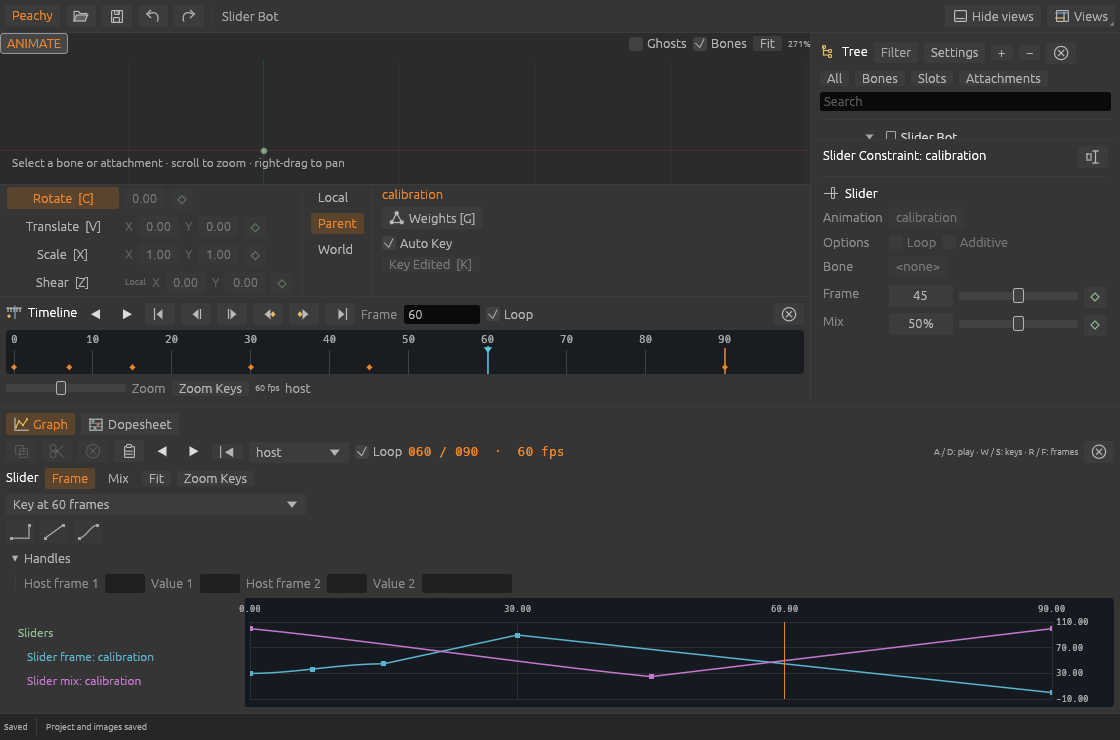 Peachy Slider Bot Hide views Views
ANIMATE Ghosts Bones Fit 271%
Tree Filter Settings + −
All Bones Slots Attachments
Search
Slider Bot
Select a bone or attachment · scroll to zoom · right-drag to pan
Slider Constraint: calibration
Rotate [C] 0.00 Local calibration
Translate [V] X 0.00 Y 0.00 Parent Weights [G]
Scale [X] X 1.00 Y 1.00 World Auto Key
Shear [Z] Local X 0.00 Y 0.00 Key Edited [K]
Slider
Animation calibration
Options Loop Additive
Bone <none>
Frame 45
Mix 50%
Timeline Frame 60 Loop
0 10 20 30 40 50 60 70 80 90
Zoom Zoom Keys 60 fps host
Graph Dopesheet
host Loop 060 / 090 · 60 fps A / D: play · W / S: keys · R / F: frames
Slider Frame Mix Fit Zoom Keys
Key at 60 frames
Handles
Host frame 1 Value 1 Host frame 2 Value 2
0.00 30.00 60.00 90.00
110.00
70.00
30.00
-10.00
Sliders
Slider frame: calibration
Slider mix: calibration
Saved Project and images saved